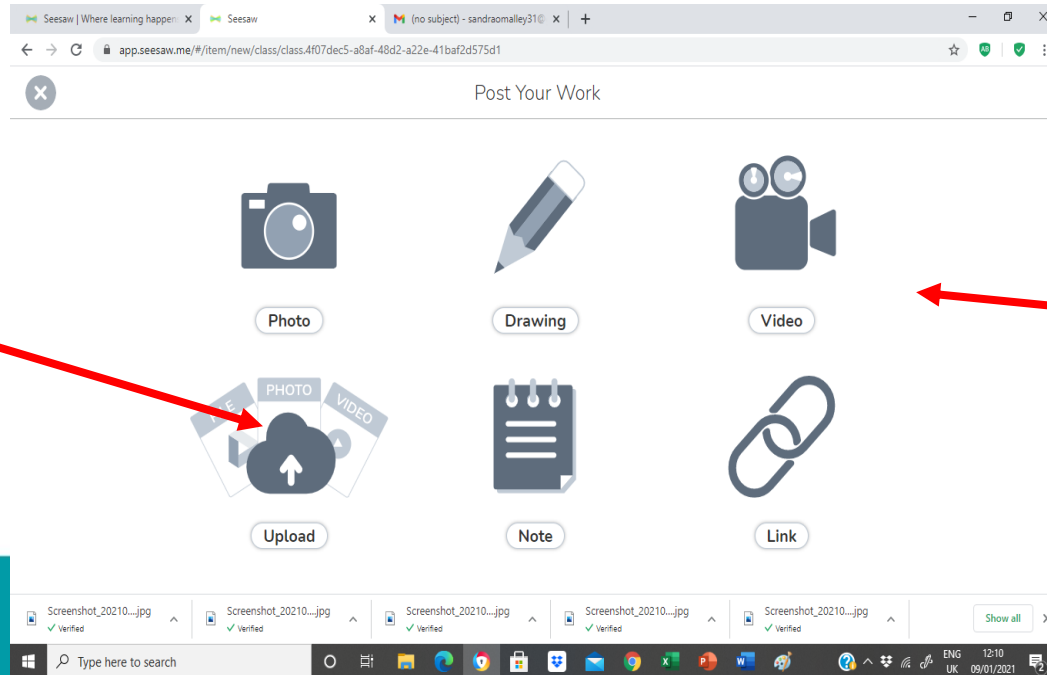 Seesaw | Where learning happen
Seesaw
(no subject) - sandraomalley31@
app.seesaw.me/#/item/new/class/class.4f07dec5-a8af-48d2-a22e-41baf2d575d1
AB
Post Your Work
Photo
Drawing
Video
FILE
PHOTO
VIDEO
Upload
Note
Link
Screenshot_20210....jpg
Verified
Screenshot_20210....jpg
Verified
Screenshot_20210....jpg
Verified
Screenshot_20210....jpg
Verified
Screenshot_20210....jpg
Verified
Show all
Type here to search
ENG
UK
12:10
09/01/2021
2